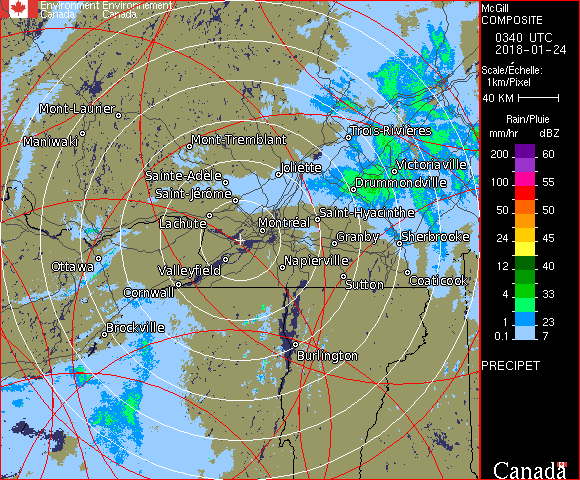 Environment Environnement
Canada Canada
McGill
COMPOSITE
0340 UTC
2018-01-24
Scale/Échelle:
1km/Pixel
40 KM
Rain/Pluie
mm/hr dBZ
200 60
100 55
50 50
24 45
12 40
4 33
1 23
0.1 7
PRECIPET
Canada
Mont-Laurier
Maniwaki
Mont-Tremblant
Trois-Rivières
Joliette
Victoriaville
Sainte-Adèle
Drummondville
Saint-Jérôme
Lachute
Saint-Hyacinthe
Montréal
Granby
Sherbrooke
Ottawa
Valleyfield
Napierville
Coaticook
Sutton
Cornwall
Brockville
Burlington